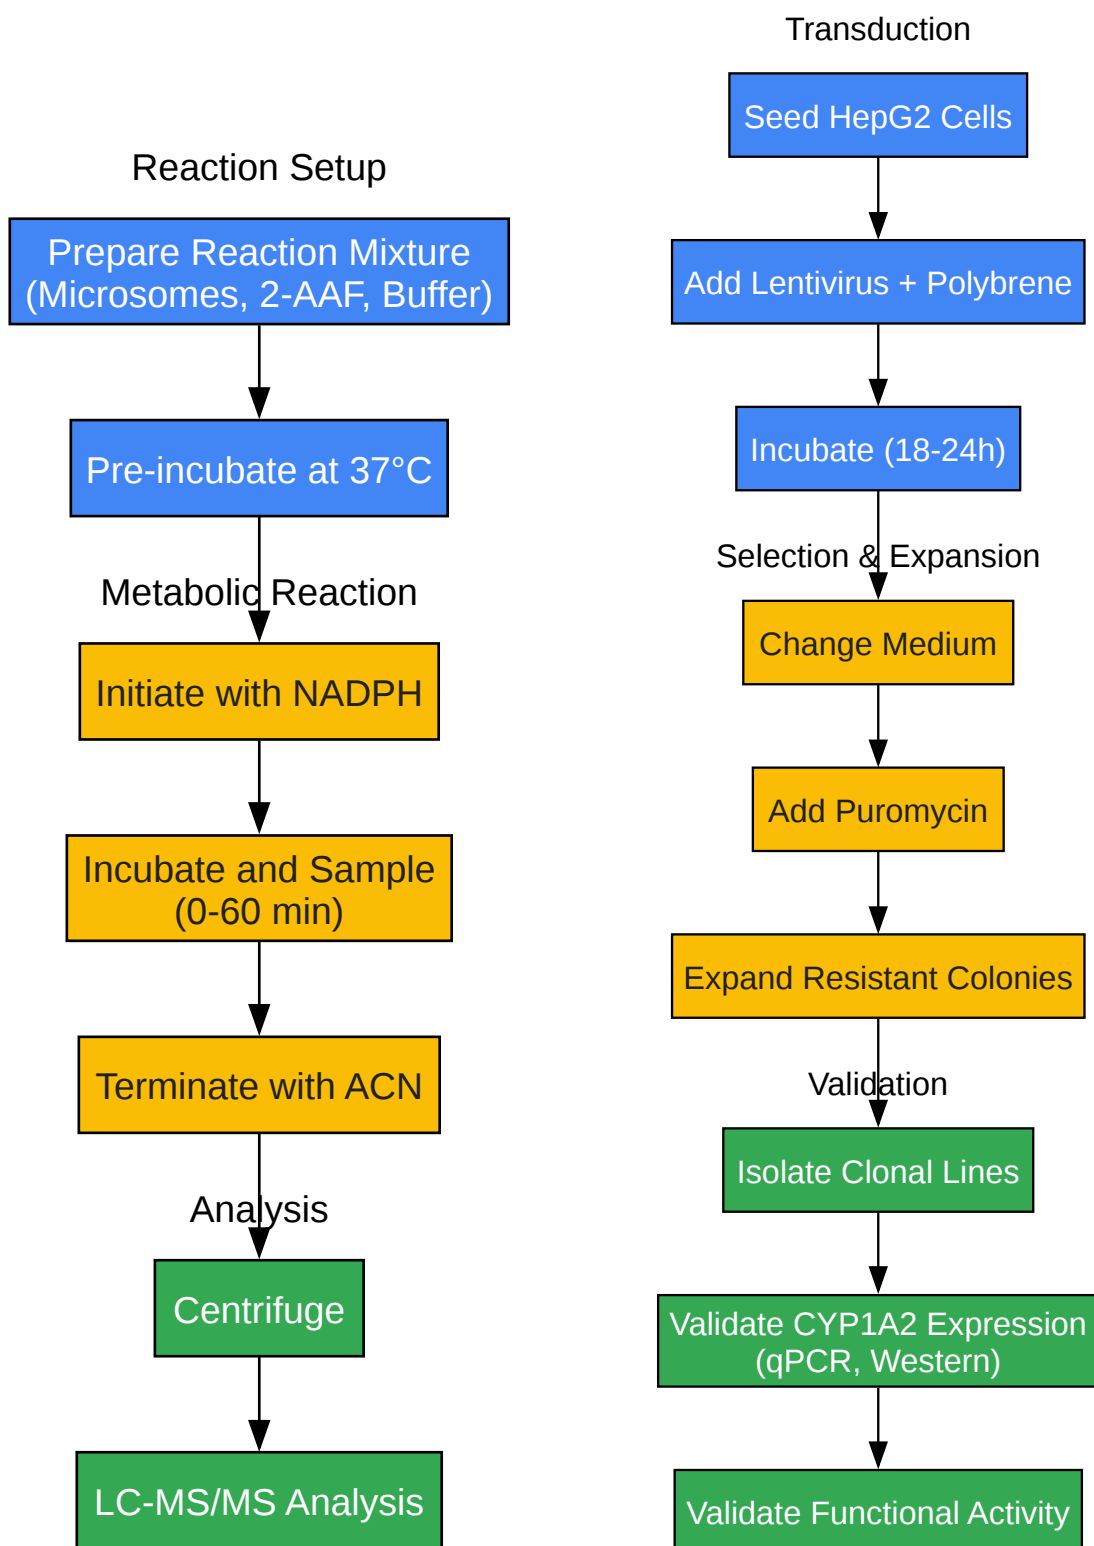 Reaction Setup
Prepare Reaction Mixture
(Microsomes, 2-AAF, Buffer)
Pre-incubate at 37°C
Metabolic Reaction
Initiate with NADPH
Incubate and Sample
(0-60 min)
Terminate with ACN
Analysis
Centrifuge
LC-MS/MS Analysis
Transduction
Seed HepG2 Cells
Add Lentivirus + Polybrene
Incubate (18-24h)
Selection & Expansion
Change Medium
Add Puromycin
Expand Resistant Colonies
Validation
Isolate Clonal Lines
Validate CYP1A2 Expression
(qPCR, Western)
Validate Functional Activity